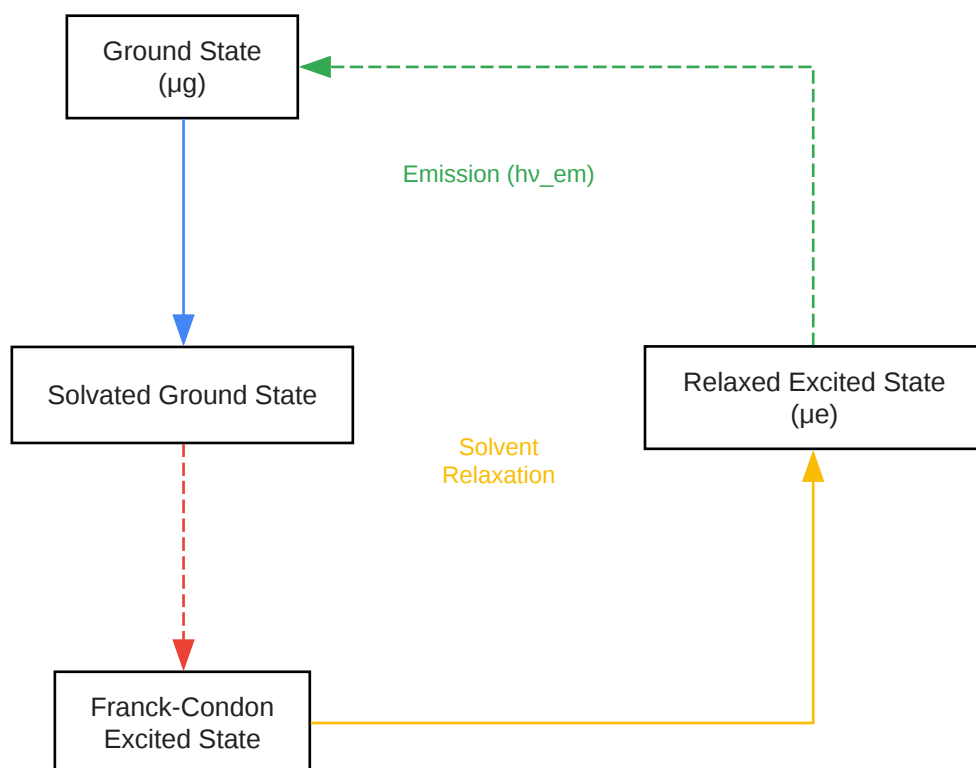 Ground State
(μg)
Emission (hν_em)
Solvated Ground State
Relaxed Excited State
(μe)
Solvent
Relaxation
Franck-Condon
Excited State